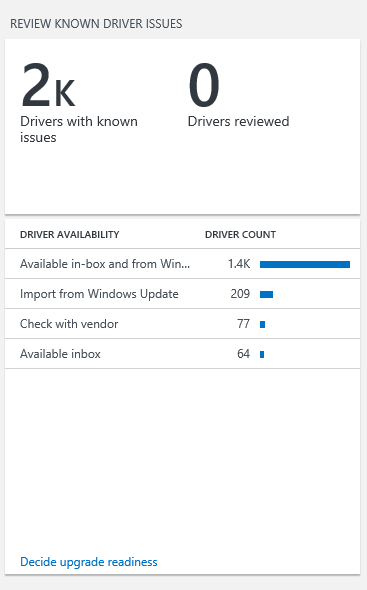 REVIEW KNOWN DRIVER ISSUES
2K 0
Drivers with known issues Drivers reviewed
DRIVER AVAILABILITY DRIVER COUNT
Available in-box and from Win... 1.4K
Import from Windows Update 209
Check with vendor 77
Available inbox 64
Decide upgrade readiness